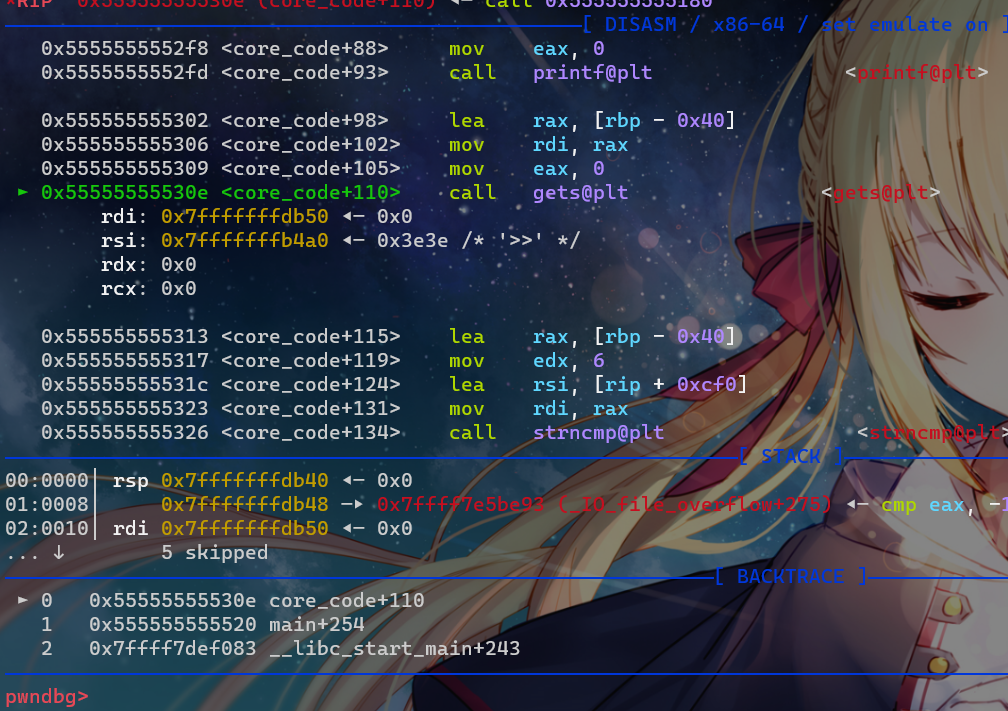 *RIP  0x55555555530e (core_code+110) ◂— call 0x555555555180
[ DISASM / x86-64 / set emulate on ]
0x5555555552f8 <core_code+88>    mov    eax, 0
0x5555555552fd <core_code+93>    call   printf@plt                <printf@plt>
0x555555555302 <core_code+98>    lea    rax, [rbp - 0x40]
0x555555555306 <core_code+102>   mov    rdi, rax
0x555555555309 <core_code+105>   mov    eax, 0
► 0x55555555530e <core_code+110>   call   gets@plt                <gets@plt>
rdi: 0x7fffffffdb50 ◂— 0x0
rsi: 0x7fffffffb4a0 ◂— 0x3e3e /* '>>' */
rdx: 0x0
rcx: 0x0
0x555555555313 <core_code+115>   lea    rax, [rbp - 0x40]
0x555555555317 <core_code+119>   mov    edx, 6
0x55555555531c <core_code+124>   lea    rsi, [rip + 0xcf0]
0x555555555323 <core_code+131>   mov    rdi, rax
0x555555555326 <core_code+134>   call   strncmp@plt                <strncmp@plt>
[ STACK ]
00:0000│ rsp 0x7fffffffdb40 ◂— 0x0
01:0008│     0x7fffffffdb48 —▸ 0x7ffff7e5be93 (_IO_file_overflow+275) ◂— cmp eax, -1
02:0010│ rdi 0x7fffffffdb50 ◂— 0x0
... ↓        5 skipped
[ BACKTRACE ]
► 0   0x55555555530e core_code+110
1   0x555555555520 main+254
2   0x7ffff7def083 __libc_start_main+243
pwndbg>